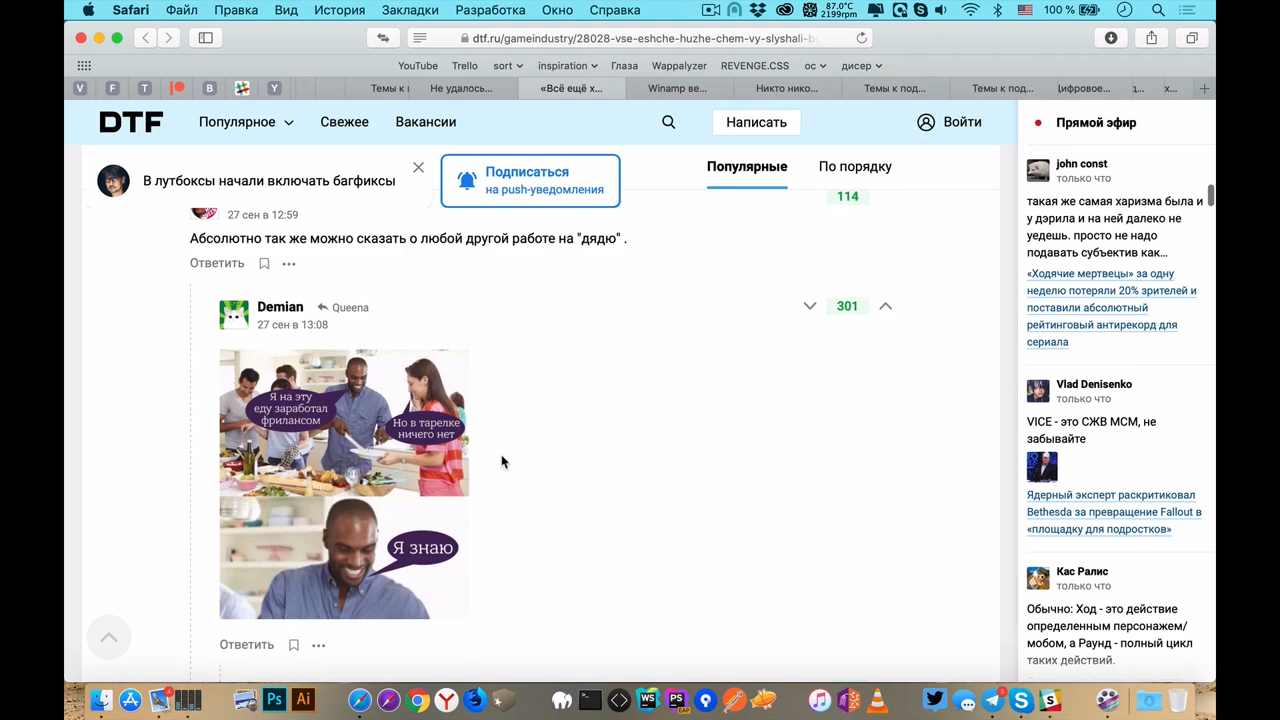 Safari Файл Правка Вид История Закладки Разработка Окно Справка
87.0°C
2199rpm
100 %
dtf.ru/gameindustry/28028-vse-eshche-huzhe-chem-vy-slyshali-b
YouTube Trello sort inspiration Глаза Wappalyzer REVENGE.CSS ос дисер
V F T B Y
Темы к Не удалось... «Всё ещё х... Winamp ве... Никто нико... Темы к под... Темы к под... Цифровое... х...
DTF Популярное Свежее Вакансии Написать Войти
Прямой эфир
В лутбоксы начали включать багфиксы
Подписаться
на push-уведомления
Популярные По порядку
114
27 сен в 12:59
Абсолютно так же можно сказать о любой другой работе на "дядю" .
Ответить
Demian Queena
27 сен в 13:08
301
Я на эту
еду заработал
фрилансом
Но в тарелке
ничего нет
Я знаю
Ответить
john const
только что
такая же самая харизма была и
у дэрила и на ней далеко не
уедешь. просто не надо
подавать субъектив как...
«Ходячие мертвецы» за одну
неделю потеряли 20% зрителей и
поставили абсолютный
рейтинговый антирекорд для
сериала
Vlad Denisenko
только что
VICE - это СЖВ МСМ, не
забывайте
Ядерный эксперт раскритиковал
Bethesda за превращение Fallout в
«площадку для подростков»
Кас Ралис
только что
Обычно: Ход - это действие
определенным персонажем/
мобом, а Раунд - полный цикл
таких действий.
Ps Ai WS PS